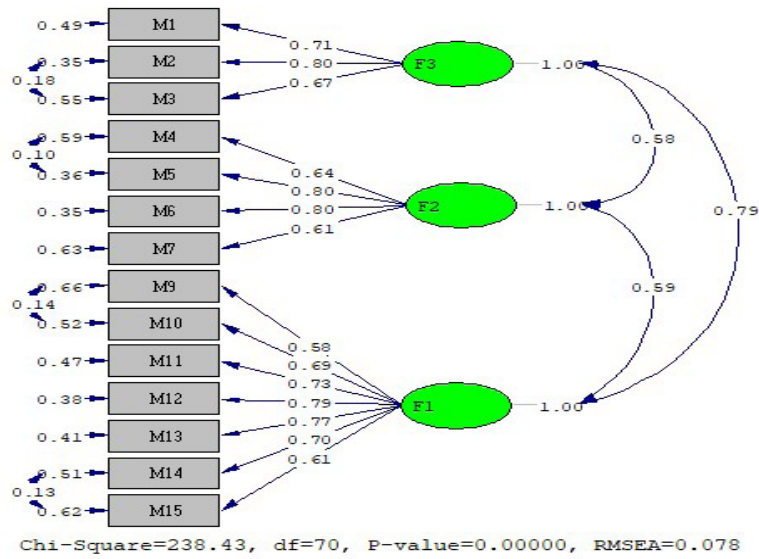 0.49 M1
0.71
0.35 M2 0.80 F3 1.00
0.18
0.55 M3 0.67
0.59 M4
0.10 0.58
0.36 M5 0.64
0.80
0.35 M6 0.80 F2 1.00 0.79
0.63 M7 0.61
0.66 M9
0.14 0.59
0.52 M10
0.58
0.47 M11 0.69
0.73
0.38 M12 0.79 F1 1.00
0.41 M13 0.77
0.70
0.51 M14 0.61
0.13
0.62 M15
Chi-Square=238.43, df=70, P-value=0.00000, RMSEA=0.078